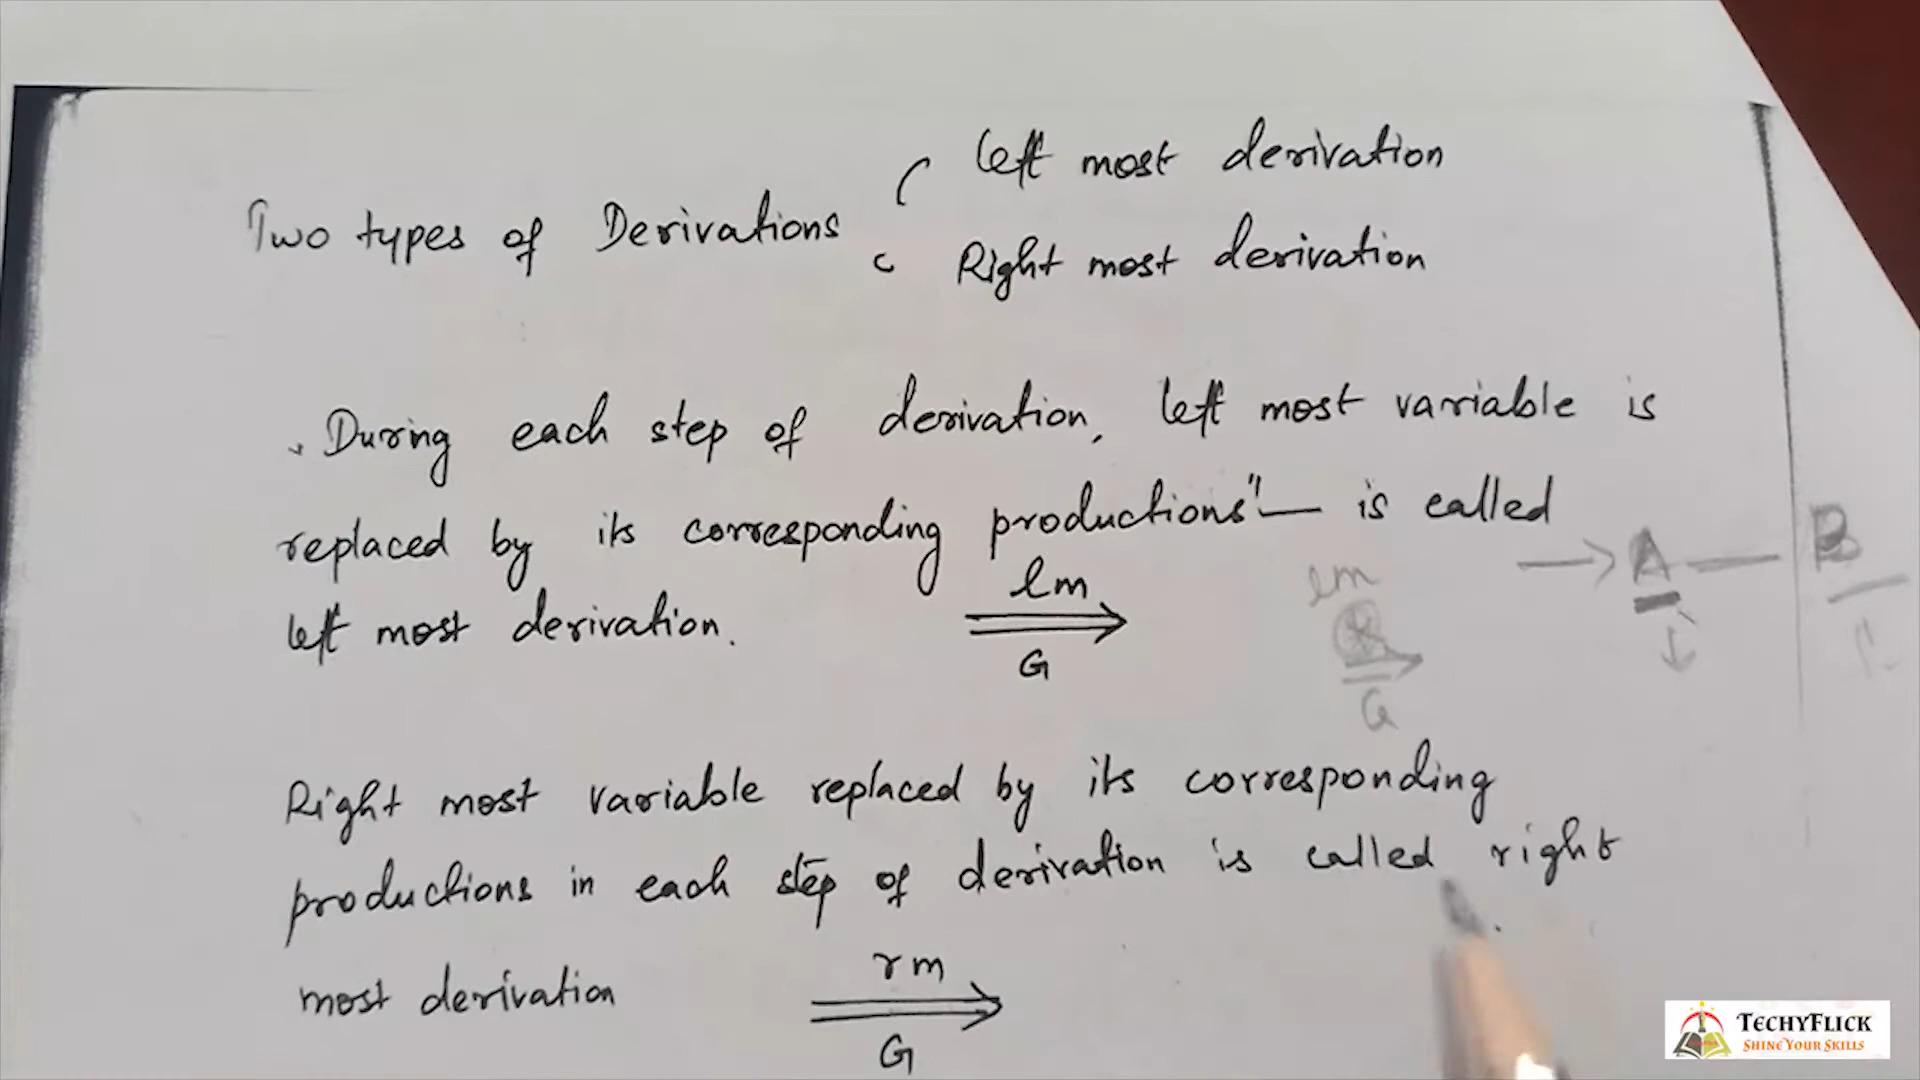 Left most derivation
Two types of Derivations
Right most derivation
During each step of derivation, left most variable is
replaced by its corresponding productions" — is called
left most derivation.
lm
G
lm
*
G
A — B
Right most variable replaced by its corresponding
productions in each step of derivation is called right
most derivation
rm
G
TECHYFLICK
SHINE YOUR SKILLS